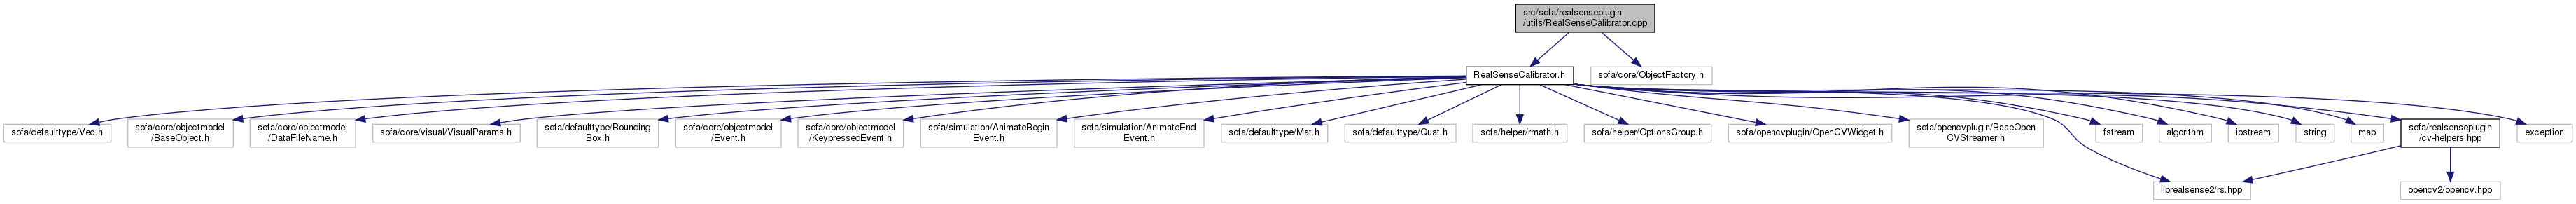 src/sofa/realsenseplugin
/utils/RealSenseCalibrator.cpp
RealSenseCalibrator.h
sofa/core/ObjectFactory.h
sofa/defaulttype/Vec.h
sofa/core/objectmodel
/BaseObject.h
sofa/core/objectmodel
/DataFileName.h
sofa/core/visual/VisualParams.h
sofa/defaulttype/Bounding
Box.h
sofa/core/objectmodel
/Event.h
sofa/core/objectmodel
/KeypressedEvent.h
sofa/simulation/AnimateBegin
Event.h
sofa/simulation/AnimateEnd
Event.h
sofa/defaulttype/Mat.h
sofa/defaulttype/Quat.h
sofa/helper/rmath.h
sofa/helper/OptionsGroup.h
sofa/opencvplugin/OpenCVWidget.h
sofa/opencvplugin/BaseOpen
CVStreamer.h
fstream
algorithm
iostream
string
map
sofa/realsenseplugin
/cv-helpers.hpp
exception
librealsense2/rs.hpp
opencv2/opencv.hpp